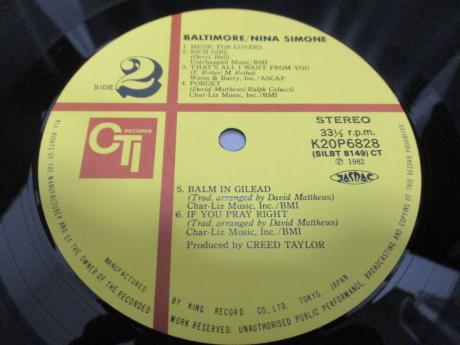 BALTIMORE/NINA SIMONE
SIDE 2
1. MUSIC FOR LOVERS
2. RICH GIRL
(Daryl Hall)
Unichappell Music/BMI
3. THAT'S ALL I WANT FROM YOU
(F. Rotter/M. Rotha)
Weiss & Barry, Inc./ASCAP
4. FORGET
(David Matthews/Ralph Colucci)
Char-Liz Music, Inc./BMI
CTI
RECORDS
STEREO
33⅓ r.p.m.
K20P6828
(SILBT 8149) CT
℗ 1982
JASRAC
5. BALM IN GILEAD
(Trad. arranged by David Matthews)
Char-Liz Music, Inc./BMI
6. IF YOU PRAY RIGHT
(Trad. arranged by David Matthews)
Char-Liz Music, Inc./BMI
Produced by CREED TAYLOR
ALL RIGHTS OF THE MANUFACTURER AND OF THE OWNER OF THE RECORDED WORK RESERVED. UNAUTHORISED PUBLIC PERFORMANCE, BROADCASTING AND COPYING OF THIS RECORD PROHIBITED.
MANUFACTURED BY KING RECORD CO., LTD. TOKYO, JAPAN